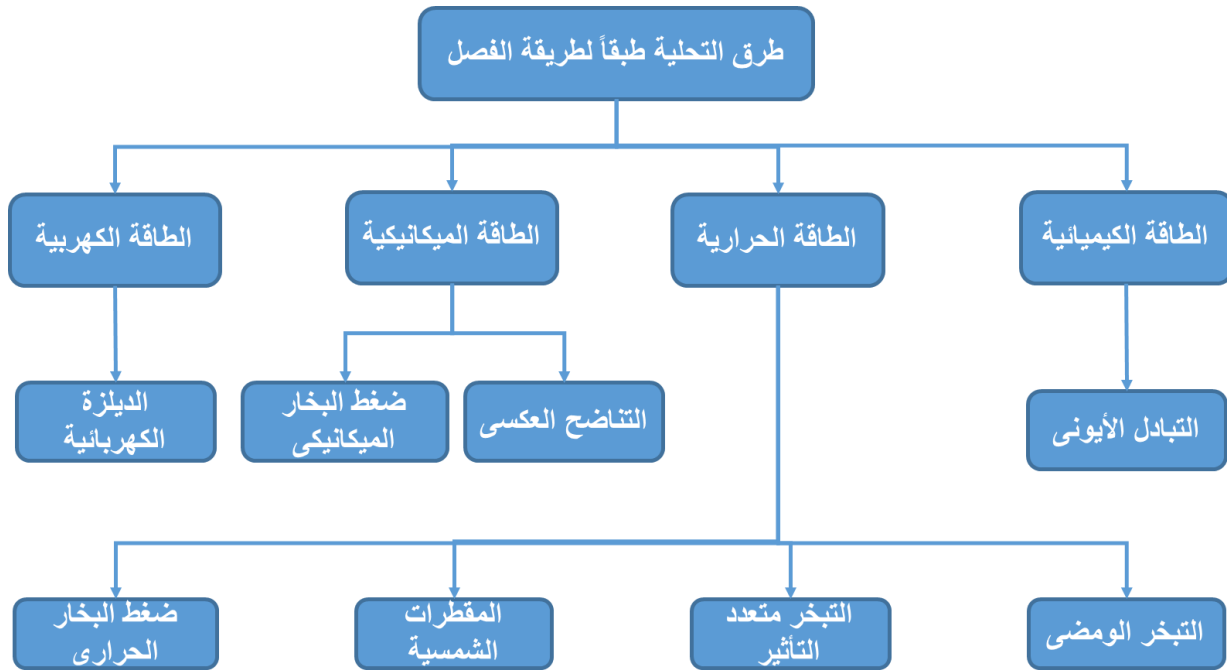 طرق التحلية طبقاً لطريقة الفصل
الطاقة الكيميائية
الطاقة الحرارية
الطاقة الميكانيكية
الطاقة الكهربية
التبادل الأيونى
التناضح العكسى
ضغط البخار
الميكانيكى
الديلزة
الكهربائية
التبخر الومضى
التبخر متعدد
التأثير
المقطرات
الشمسية
ضغط البخار
الحرارى